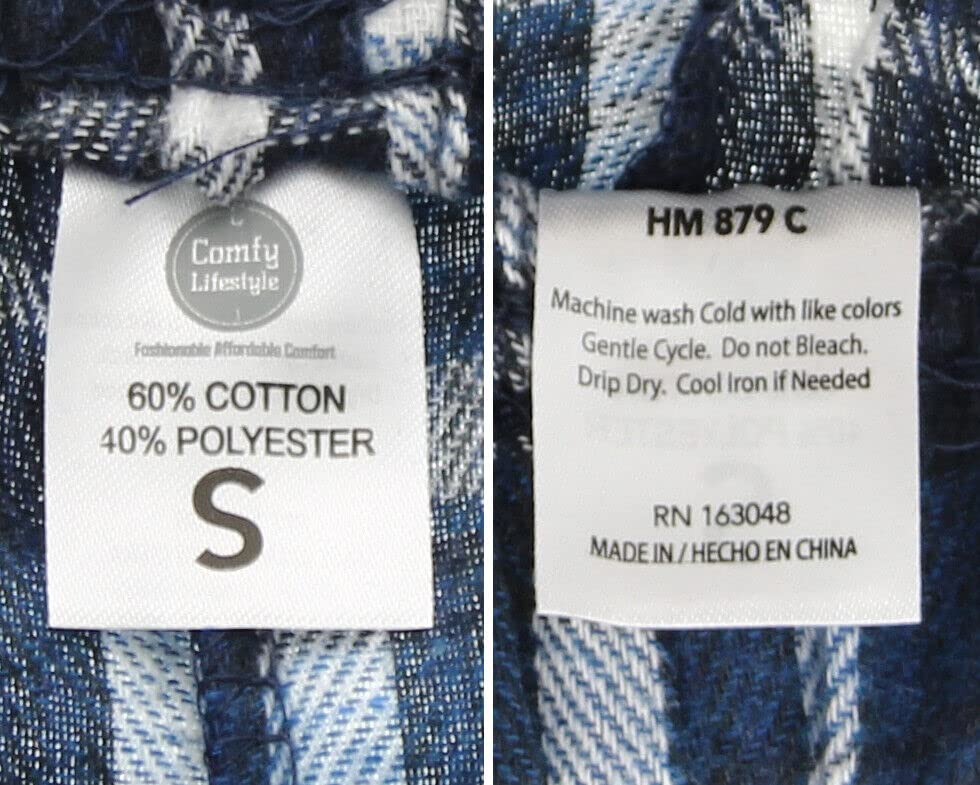 Comfy
Lifestyle
Fashionable Affordable Comfort
60% COTTON
40% POLYESTER
S
HM 879 C
Machine wash Cold with like colors
Gentle Cycle. Do not Bleach.
Drip Dry. Cool Iron if Needed
RN 163048
MADE IN / HECHO EN CHINA